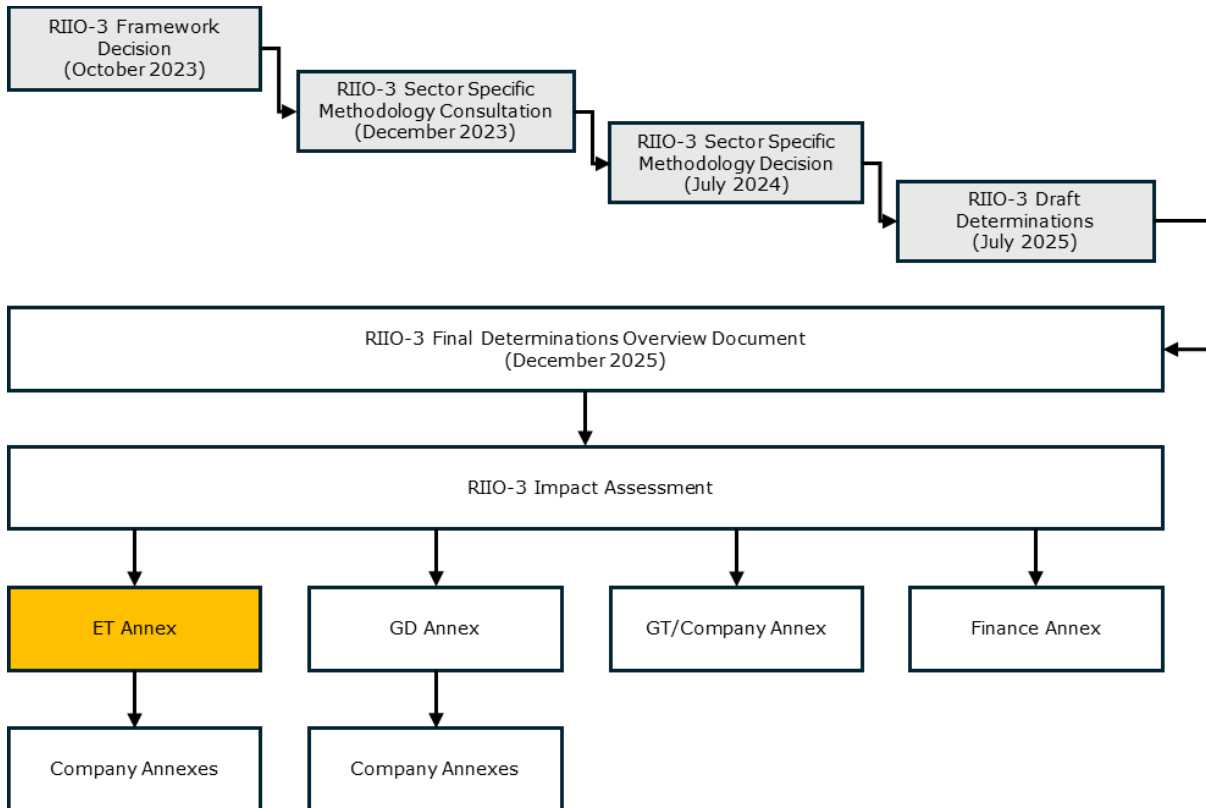 RIIO-3 Framework
Decision
(October 2023)
RIIO-3 Sector Specific
Methodology Consultation
(December 2023)
RIIO-3 Sector Specific
Methodology Decision
(July 2024)
RIIO-3 Draft
Determinations
(July 2025)
RIIO-3 Final Determinations Overview Document
(December 2025)
RIIO-3 Impact Assessment
ET Annex
GD Annex
GT/Company Annex
Finance Annex
Company Annexes
Company Annexes